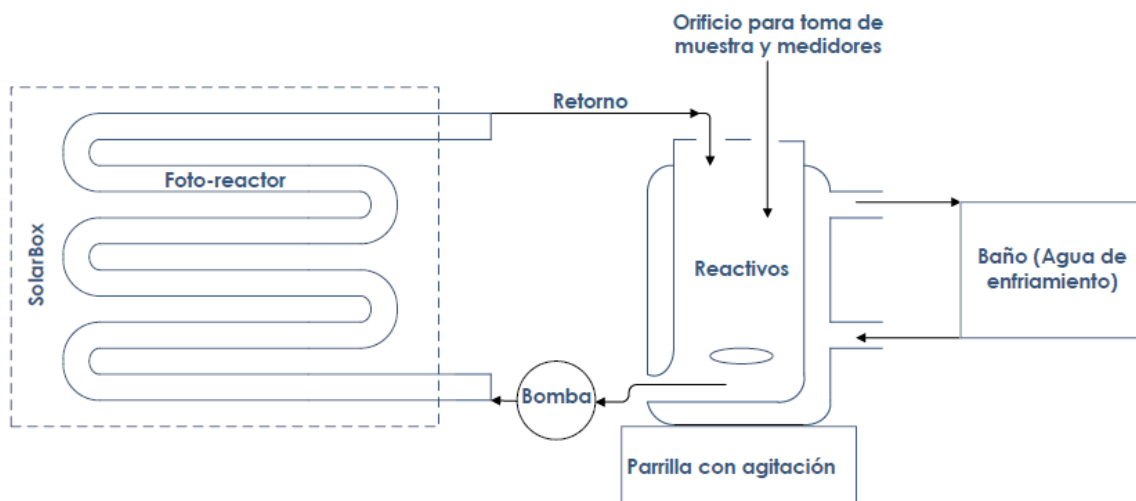 Orificio para toma de
muestra y medidores
Retorno
Foto-reactor
SolarBox
Reactivos
Baño (Agua de
enfriamiento)
Bomba
Parrilla con agitación